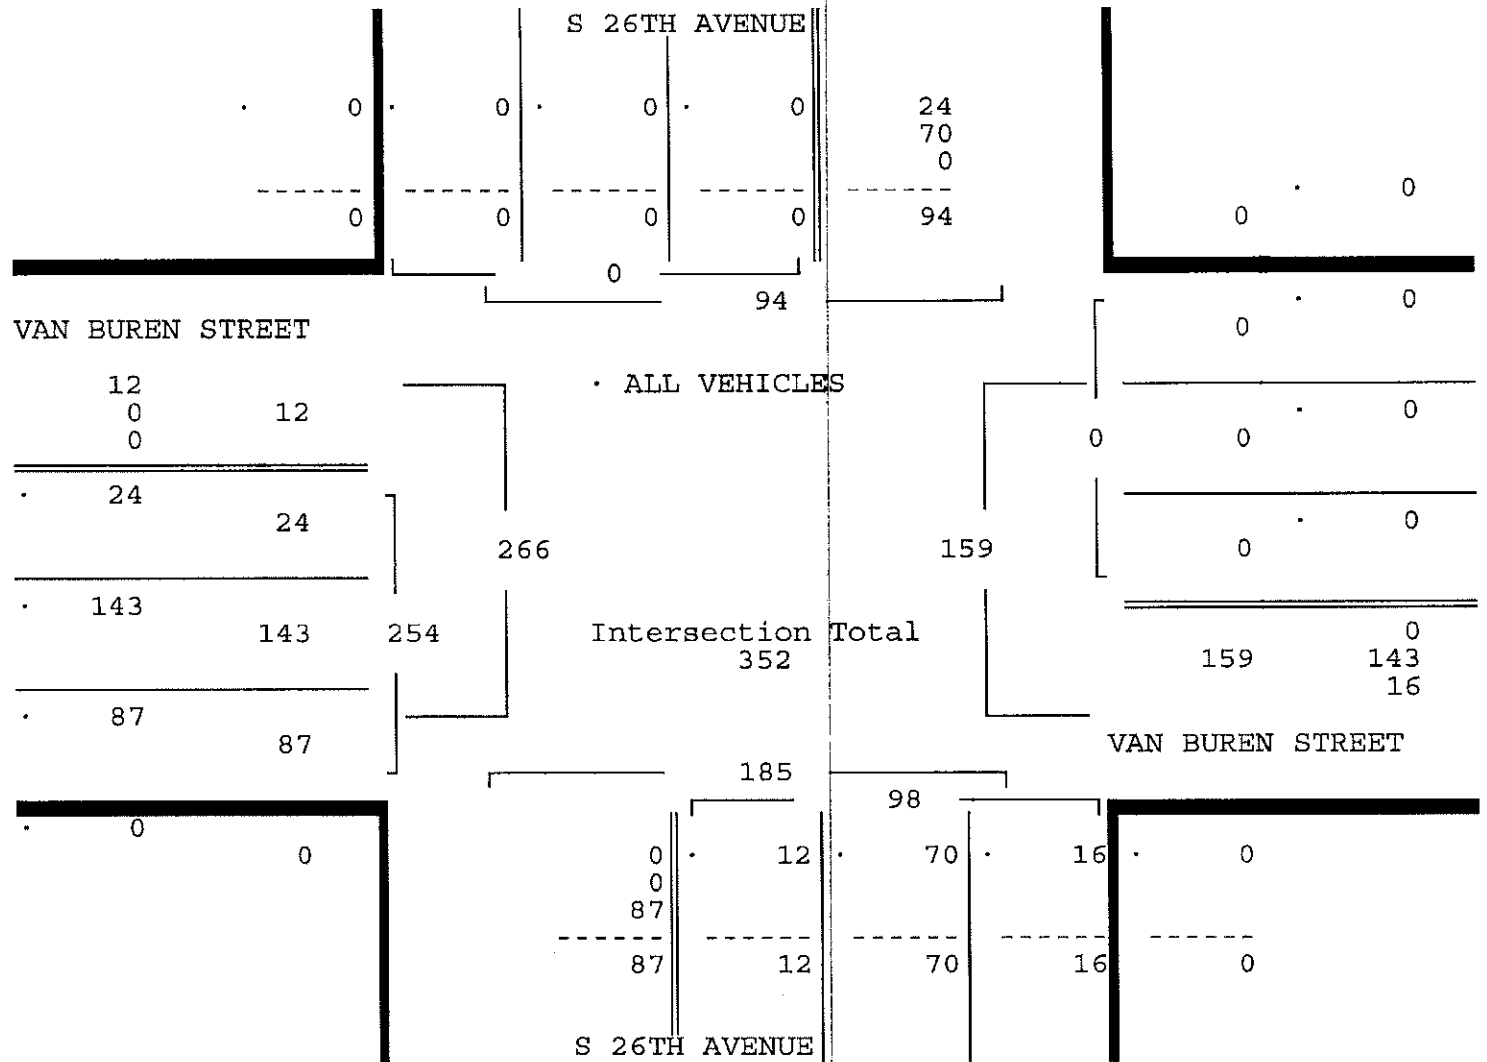 S 26TH AVENUE
· 0 · 0 · 0 · 0 24
70
0
· 0
0 0 0 0 94 0
0
94 · 0
VAN BUREN STREET 0
12 · ALL VEHICLES
0 12 · 0
0 0 0
· 24
24 · 0
266 159 0
· 143
143 254 Intersection Total 0
352 159 143
16
· 87
87 VAN BUREN STREET
185
98
· 0
0 0 · 12 · 70 · 16 · 0
0
87
87 12 70 16 0
S 26TH AVENUE